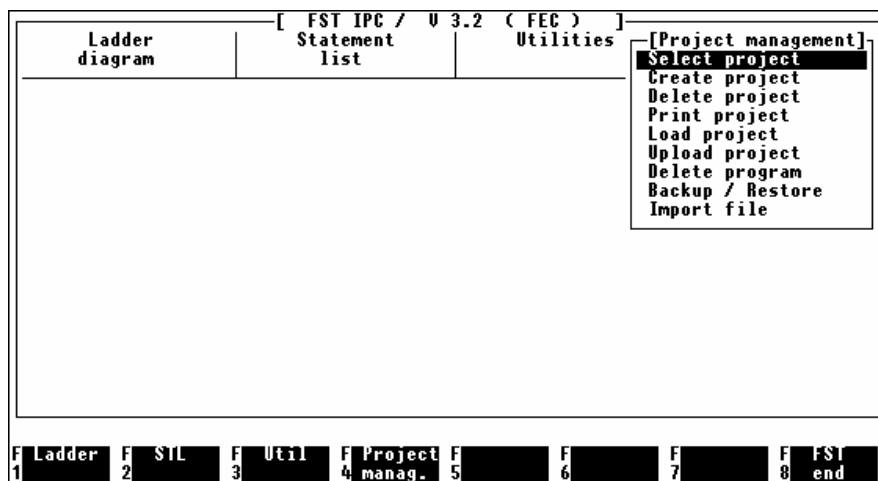 [ FST IPC / V 3.2 ( FEC ) ]
Ladder diagram
Statement list
Utilities
[Project management]
Select project
Create project
Delete project
Print project
Load project
Upload project
Delete program
Backup / Restore
Import file
F1 Ladder
F2 STL
F3 Util
F4 Project manag.
F5
F6
F7
F8 FST end